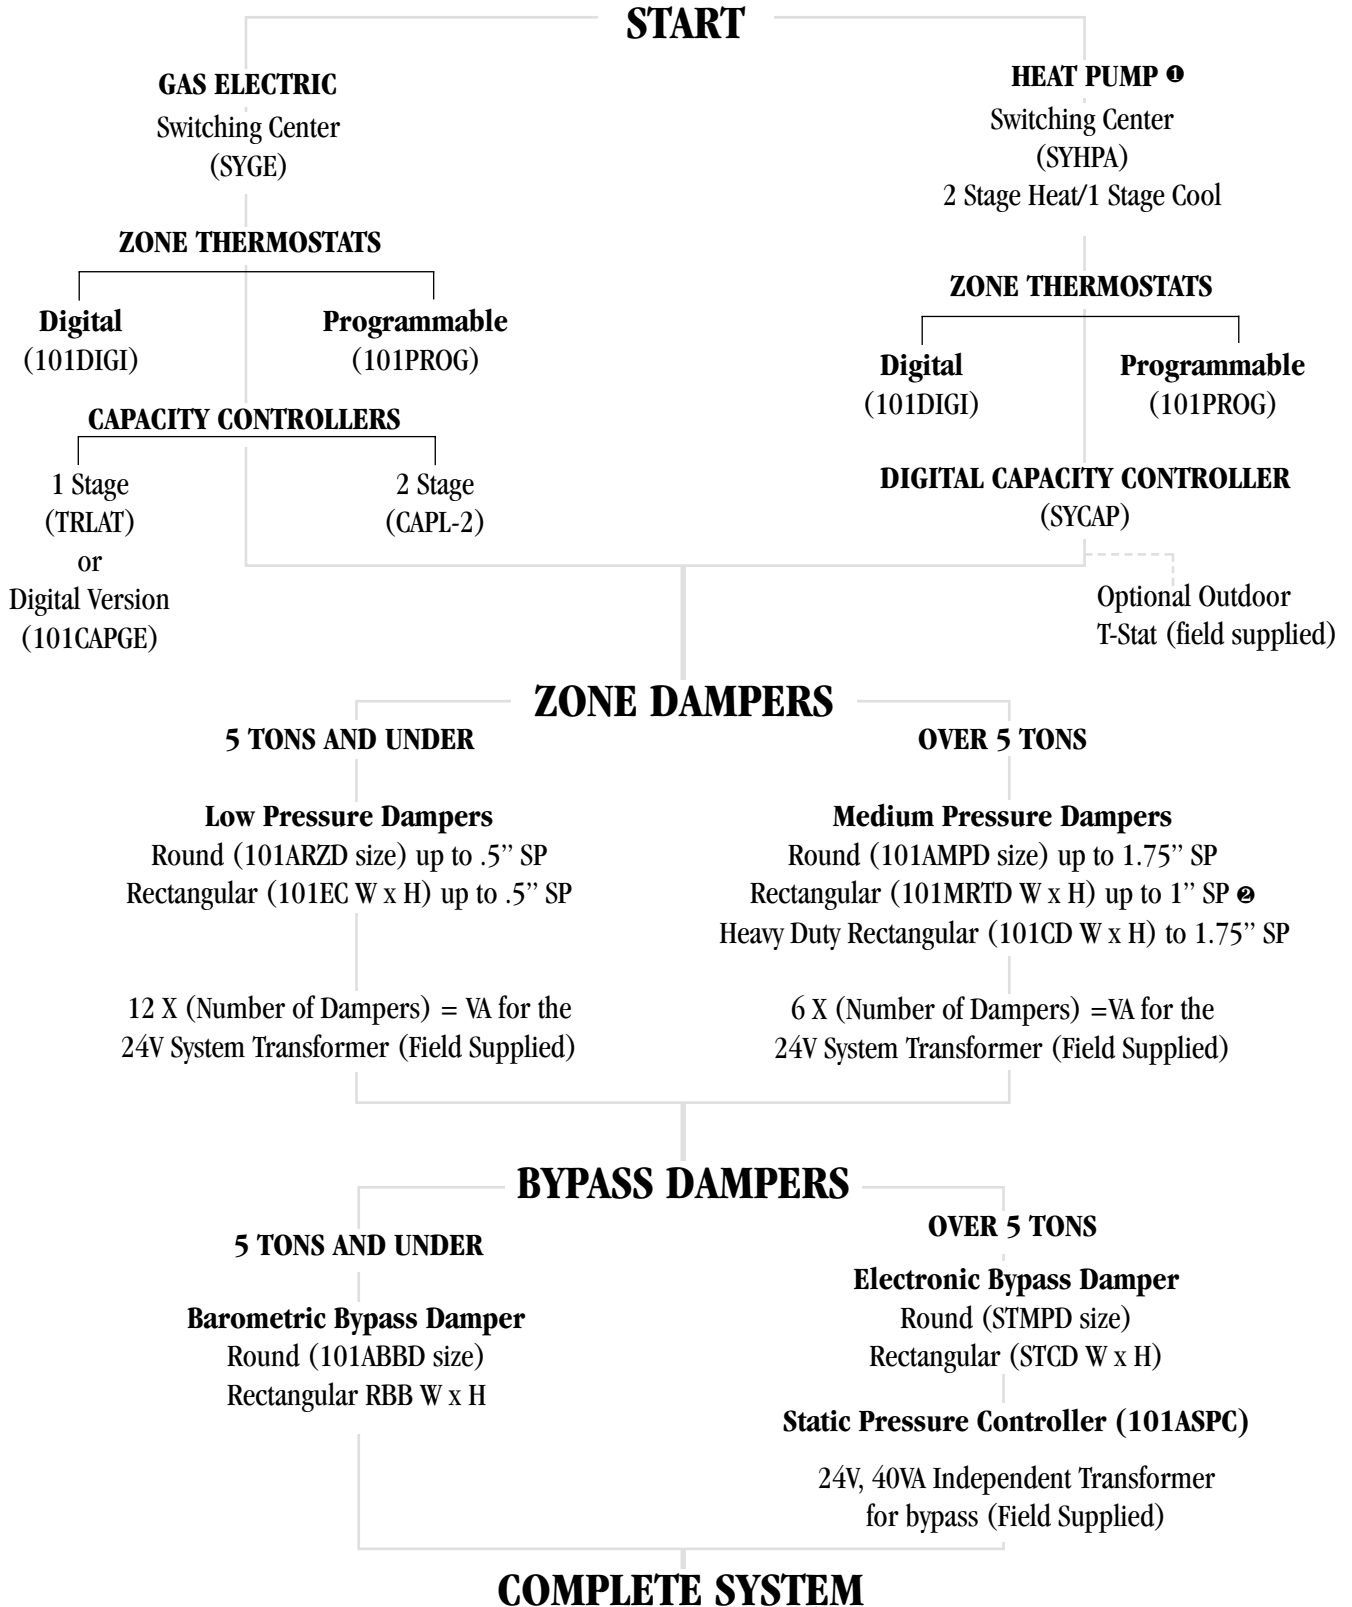 START
GAS ELECTRIC
Switching Center
(SYGE)
ZONE THERMOSTATS
Digital
(101DIGI)
Programmable
(101PROG)
CAPACITY CONTROLLERS
1 Stage
(TRLAT)
or
Digital Version
(101CAPGE)
2 Stage
(CAPL-2)
HEAT PUMP ❶
Switching Center
(SYHPA)
2 Stage Heat/1 Stage Cool
ZONE THERMOSTATS
Digital
(101DIGI)
Programmable
(101PROG)
DIGITAL CAPACITY CONTROLLER
(SYCAP)
Optional Outdoor
T-Stat (field supplied)
ZONE DAMPERS
5 TONS AND UNDER
Low Pressure Dampers
Round (101ARZD size) up to .5” SP
Rectangular (101EC W x H) up to .5” SP
12 X (Number of Dampers) = VA for the
24V System Transformer (Field Supplied)
OVER 5 TONS
Medium Pressure Dampers
Round (101AMPD size) up to 1.75” SP
Rectangular (101MRTD W x H) up to 1” SP ❷
Heavy Duty Rectangular (101CD W x H) to 1.75” SP
6 X (Number of Dampers) =VA for the
24V System Transformer (Field Supplied)
BYPASS DAMPERS
5 TONS AND UNDER
Barometric Bypass Damper
Round (101ABBD size)
Rectangular RBB W x H
OVER 5 TONS
Electronic Bypass Damper
Round (STMPD size)
Rectangular (STCD W x H)
Static Pressure Controller (101ASPC)
24V, 40VA Independent Transformer
for bypass (Field Supplied)
COMPLETE SYSTEM